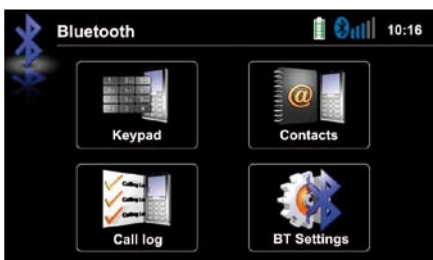 Bluetooth
10:16
Keypad
Contacts
Call log
BT Settings